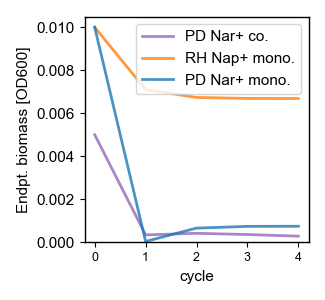 0.010
0.008
0.006
0.004
0.002
0.000
Endpt. biomass [OD600]
PD Nar+ co.
RH Nap+ mono.
PD Nar+ mono.
0 1 2 3 4
cycle